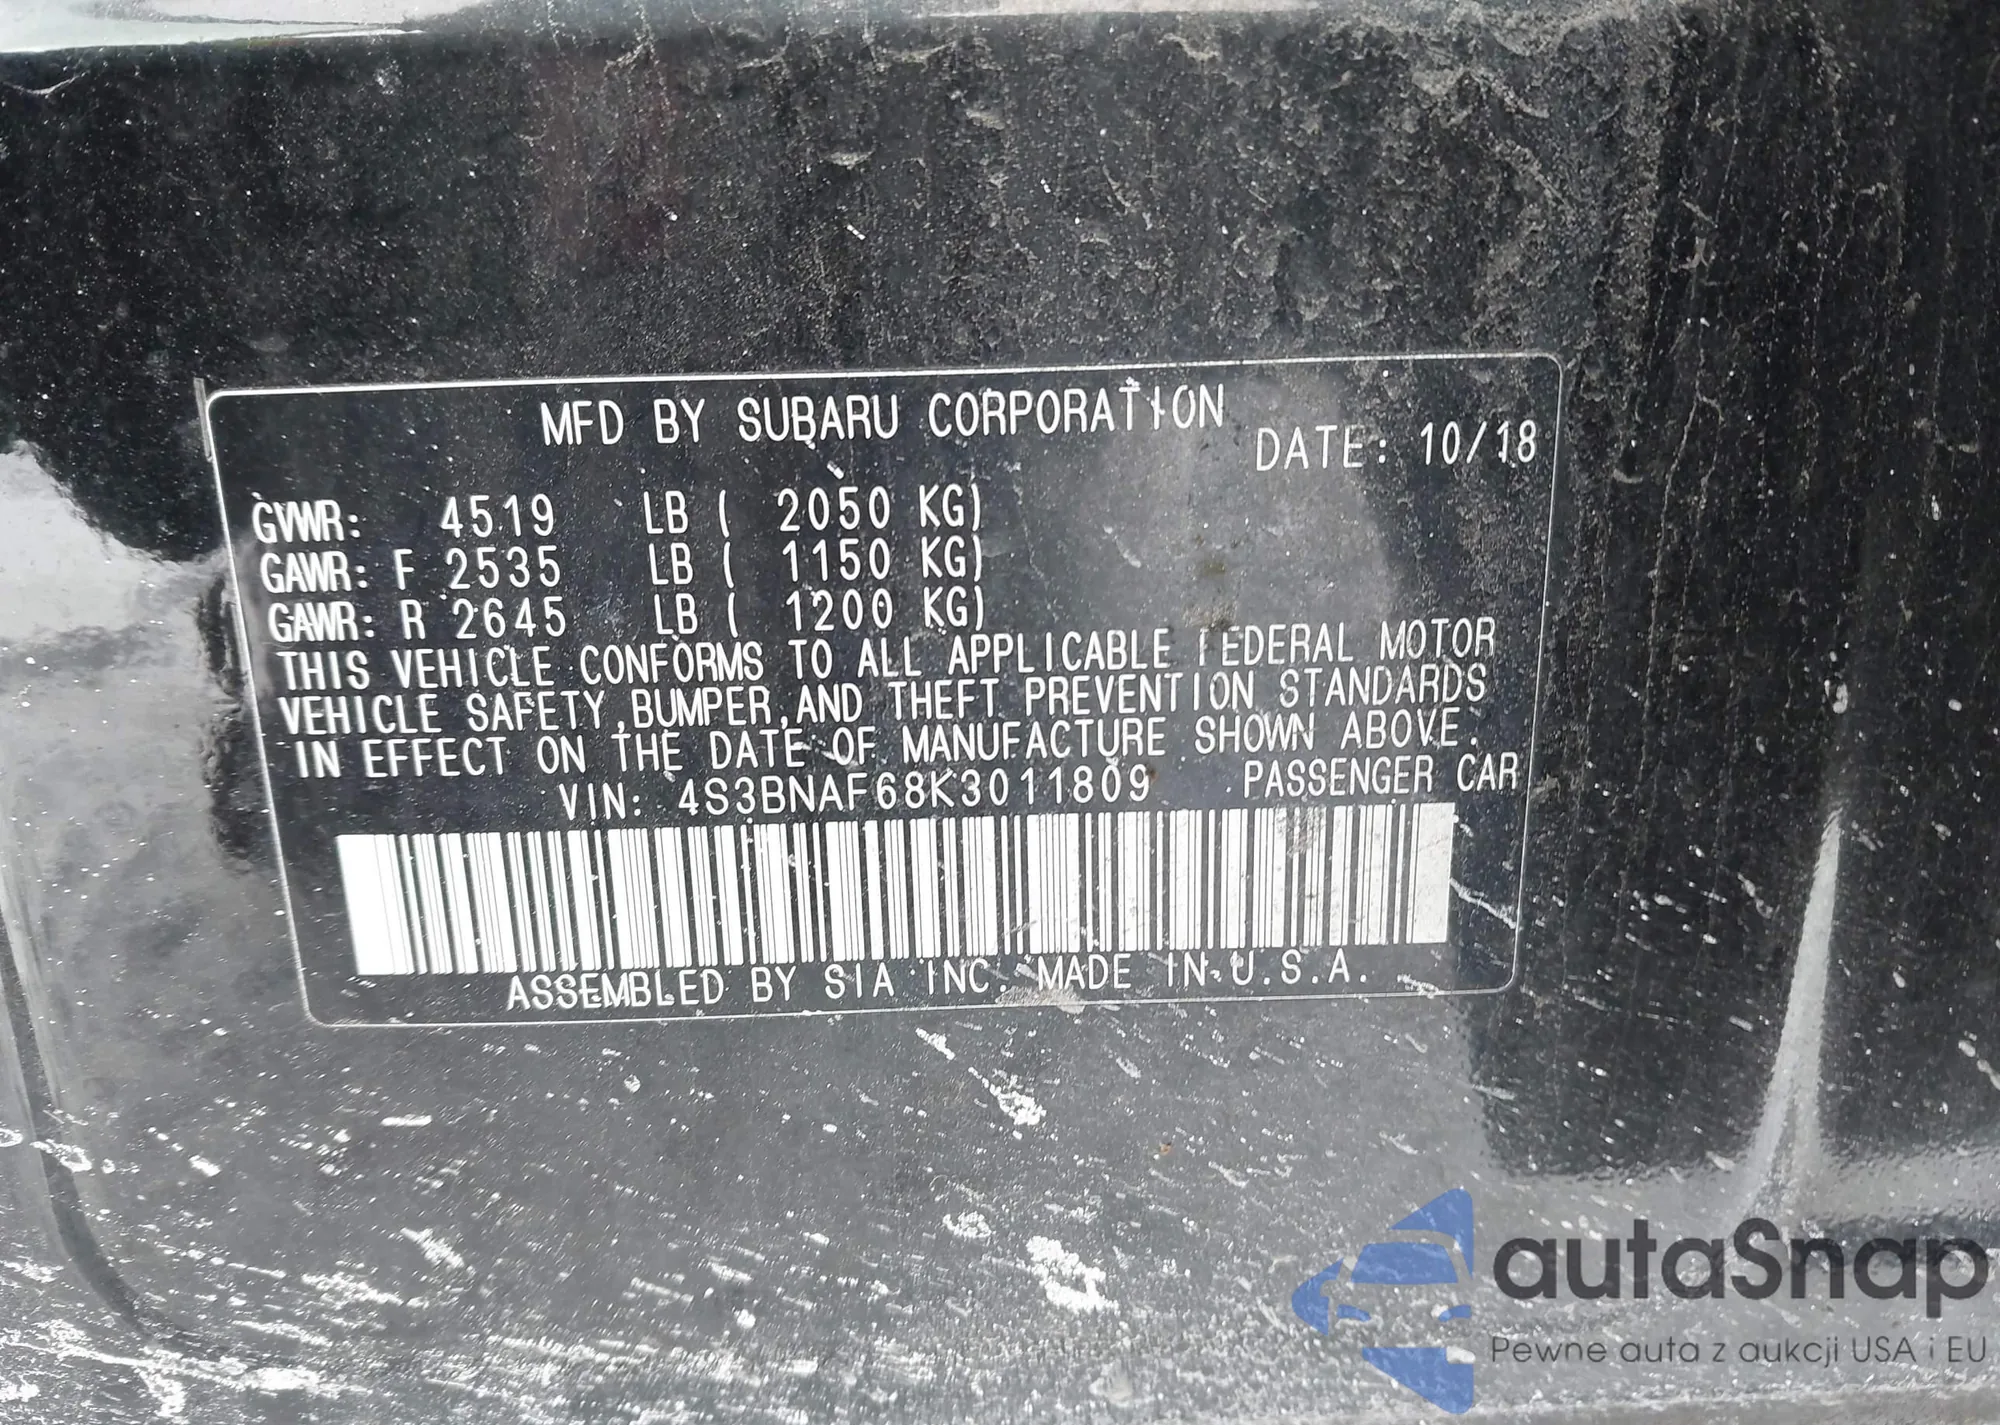 MFD BY SUBARU CORPORATION
DATE: 10/18
GVWR: 4519 LB ( 2050 KG)
GAWR: F 2535 LB ( 1150 KG)
GAWR: R 2645 LB ( 1200 KG)
THIS VEHICLE CONFORMS TO ALL APPLICABLE FEDERAL MOTOR
VEHICLE SAFETY,BUMPER,AND THEFT PREVENTION STANDARDS
IN EFFECT ON THE DATE OF MANUFACTURE SHOWN ABOVE.
VIN: 4S3BNAF68K3011809 PASSENGER CAR
ASSEMBLED BY SIA INC. MADE IN U.S.A.
autaSnap
Pewne auta z aukcji USA i EU